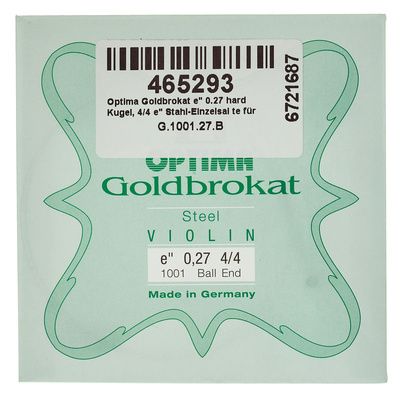 465293
Optima Goldbrokat e" 0.27 hard
Kugel, 4/4 e" Stahl-Einzelsai te für
G.1001.27.B
6721687
OPTIMA
Goldbrokat
Steel
VIOLIN
e" 0,27 4/4
1001 Ball End
Made in Germany